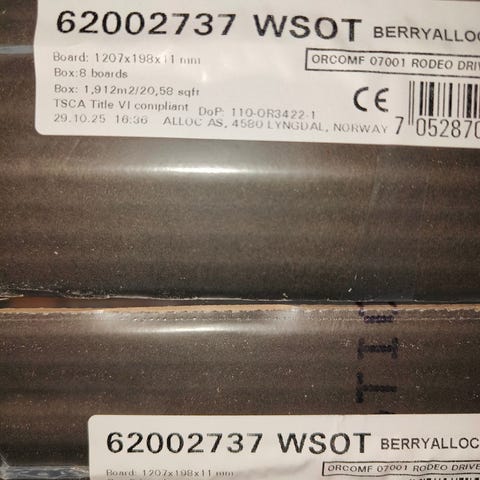 62002737 WSOT BERRYALLOC
Board: 1207x198x11 mm
ORCOMF 07001 RODEO DRIVE
Box: 8 boards
Box: 1,912m2/20,58 sqft
TSCA Title VI compliant DoP: 110-OR3422-1
CE
29.10.25 16:36 ALLOC AS, 4580 LYNGDAL, NORWAY
7 052870
62002737 WSOT BERRYALLOC
ORCOMF 07001 RODEO DRIVE
Board: 1207x198x11 mm